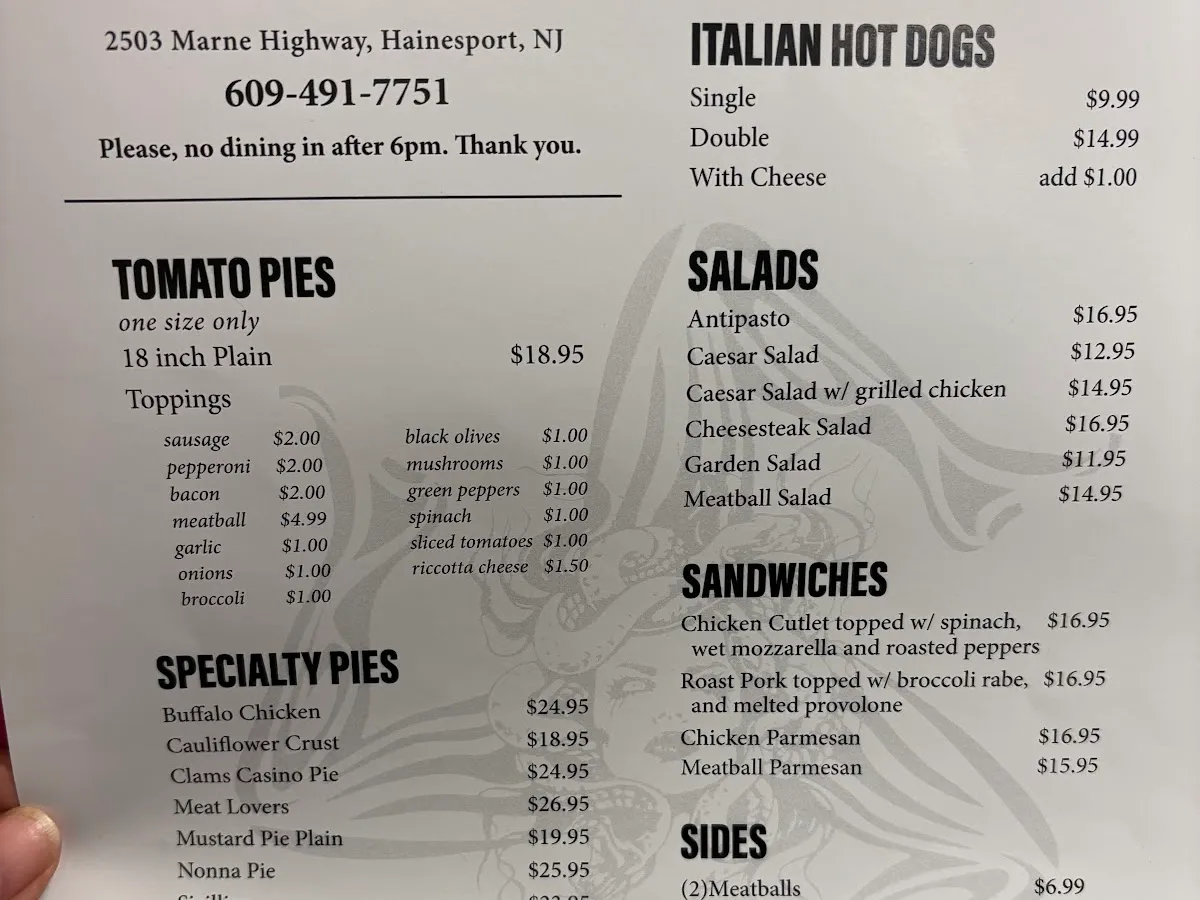 2503 Marne Highway, Hainesport, NJ
609-491-7751
Please, no dining in after 6pm. Thank you.
TOMATO PIES
one size only
18 inch Plain $18.95
Toppings
sausage $2.00
pepperoni $2.00
bacon $2.00
meatball $4.99
garlic $1.00
onions $1.00
broccoli $1.00
black olives $1.00
mushrooms $1.00
green peppers $1.00
spinach $1.00
sliced tomatoes $1.00
riccotta cheese $1.50
SPECIALTY PIES
Buffalo Chicken $24.95
Cauliflower Crust $18.95
Clams Casino Pie $24.95
Meat Lovers $26.95
Mustard Pie Plain $19.95
Nonna Pie $25.95
ITALIAN HOT DOGS
Single $9.99
Double $14.99
With Cheese add $1.00
SALADS
Antipasto $16.95
Caesar Salad $12.95
Caesar Salad w/ grilled chicken $14.95
Cheesesteak Salad $16.95
Garden Salad $11.95
Meatball Salad $14.95
SANDWICHES
Chicken Cutlet topped w/ spinach, $16.95
wet mozzarella and roasted peppers
Roast Pork topped w/ broccoli rabe, $16.95
and melted provolone
Chicken Parmesan $16.95
Meatball Parmesan $15.95
SIDES
(2)Meatballs $6.99